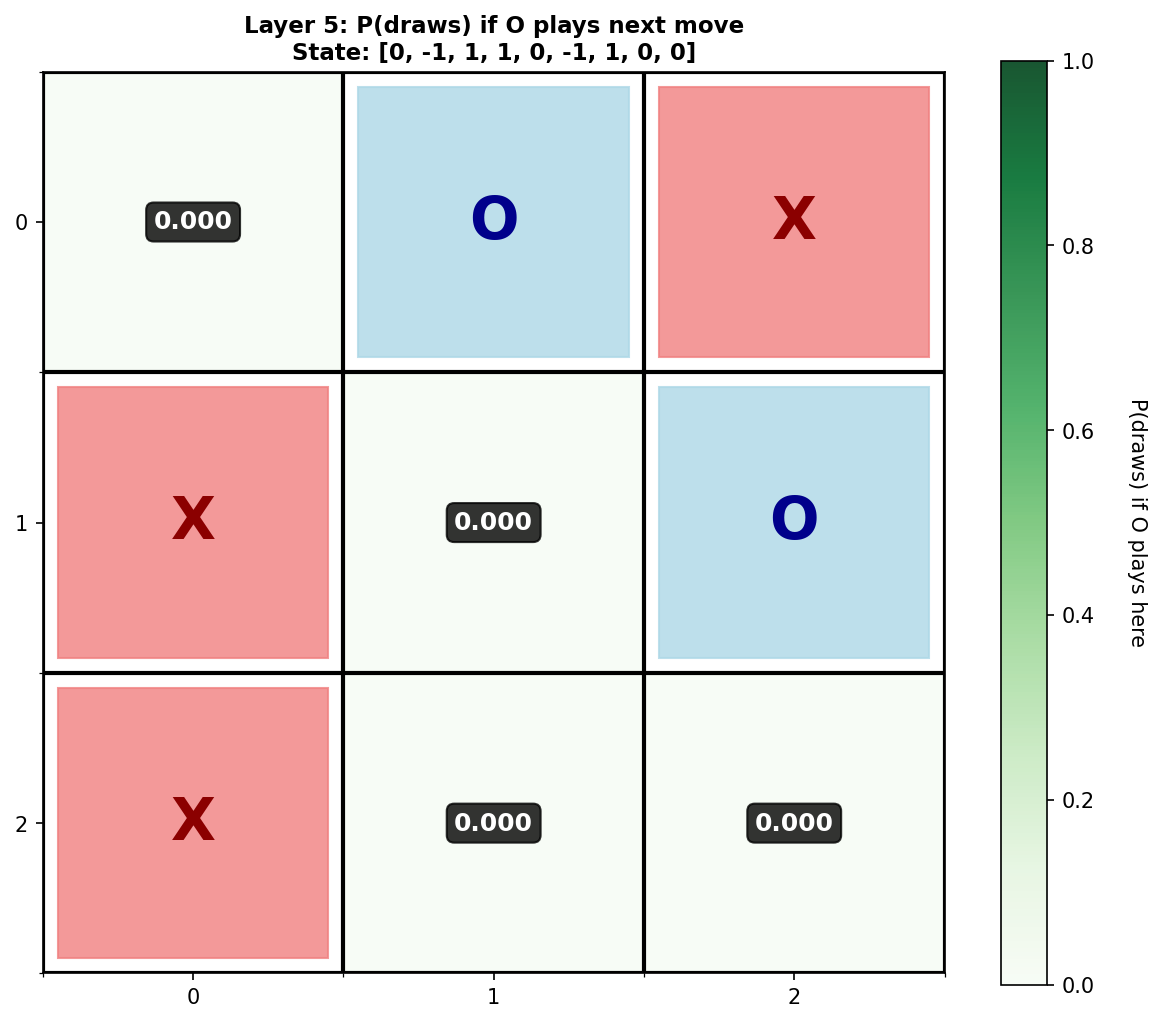 Layer 5: P(draws) if O plays next move
State: [0, -1, 1, 1, 0, -1, 1, 0, 0]
0
0.000
O
X
1
X
0.000
O
2
X
0.000
0.000
0
1
2
1.0
0.8
0.6
0.4
0.2
0.0
P(draws) if O plays here